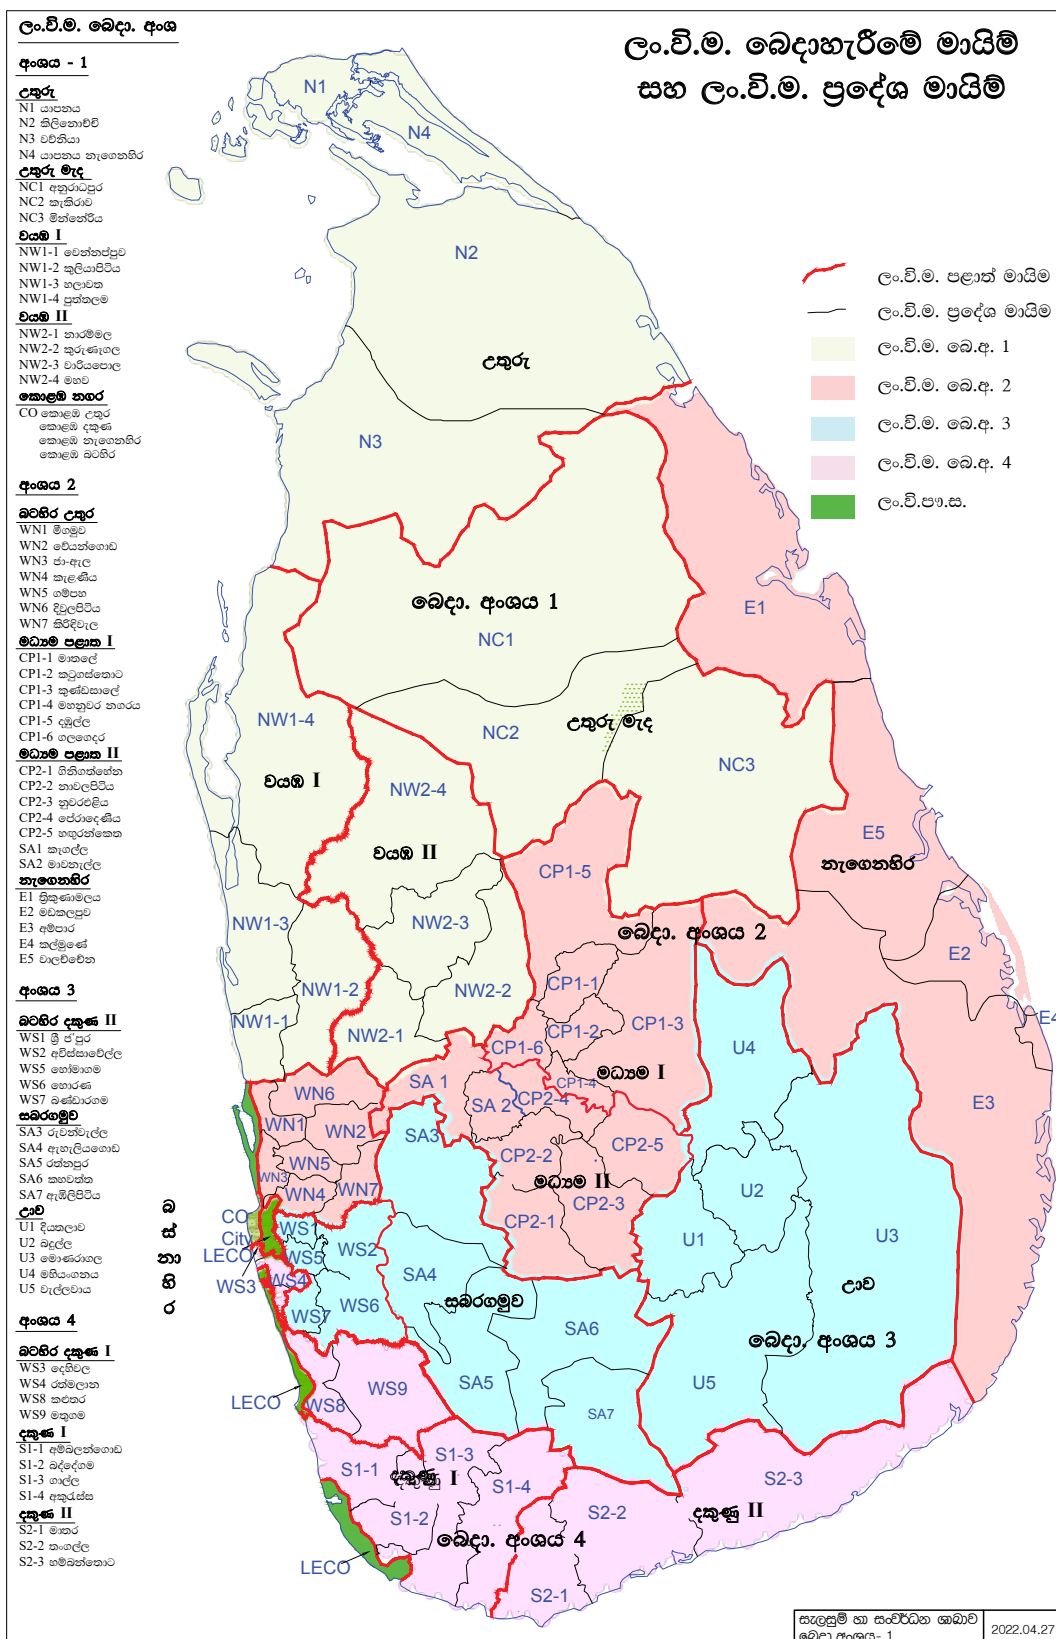 ලං.වි.ම. බෙදාහැරීමේ මායිම්
සහ ලං.වි.ම. ප්‍රදේශ මායිම්
ලං.වි.ම. බෙදා. අංශ
අංශය - 1
උතුරු
N1 යාපනය
N2 කිලිනොච්චි
N3 වව්නියා
N4 යාපනය නැගෙනහිර
උතුරු මැද
NC1 අනුරාධපුර
NC2 කැකිරාව
NC3 මින්නේරිය
වයඹ I
NW1-1 වෙන්නප්පුව
NW1-2 කුලියාපිටිය
NW1-3 හලාවත
NW1-4 පුත්තලම
වයඹ II
NW2-1 නාරම්මල
NW2-2 කුරුණෑගල
NW2-3 වාරියපොල
NW2-4 මහව
කොළඹ නගර
CO කොළඹ උතුර
කොළඹ දකුණ
කොළඹ නැගෙනහිර
කොළඹ බටහිර
අංශය 2
බටහිර උතුර
WN1 මීගමුව
WN2 වේයන්ගොඩ
WN3 ජා-ඇල
WN4 කැළණිය
WN5 ගම්පහ
WN6 දිවුලපිටිය
WN7 කිරිඳිවැල
මධ්‍යම පළාත I
CP1-1 මාතලේ
CP1-2 කටුගස්තොට
CP1-3 කුණ්ඩසාලේ
CP1-4 මහනුවර නගරය
CP1-5 දඹුල්ල
CP1-6 ගලගෙදර
මධ්‍යම පළාත II
CP2-1 ගිනිගත්හේන
CP2-2 නාවලපිටිය
CP2-3 නුවරඑළිය
CP2-4 පේරාදෙණිය
CP2-5 හඟුරන්කෙත
SA1 කෑගල්ල
SA2 මාවනැල්ල
නැගෙනහිර
E1 ත්‍රිකුණාමලය
E2 මඩකලපුව
E3 අම්පාර
E4 කල්මුණේ
E5 වාලච්චේන
අංශය 3
බටහිර දකුණ II
WS1 ශ්‍රී ජ'පුර
WS2 අවිස්සාවේල්ල
WS5 හෝමාගම
WS6 හොරණ
WS7 බණ්ඩාරගම
සබරගමුව
SA3 රුවන්වැල්ල
SA4 ඇහැලියගොඩ
SA5 රත්නපුර
SA6 කහවත්ත
SA7 ඇඹිලිපිටිය
ඌව
U1 දියතලාව
U2 බදුල්ල
U3 මොණරාගල
U4 මහියංගනය
U5 වැල්ලවාය
අංශය 4
බටහිර දකුණ I
WS3 දෙහිවල
WS4 රත්මලාන
WS8 කළුතර
WS9 මතුගම
දකුණ I
S1-1 අම්බලන්ගොඩ
S1-2 බද්දේගම
S1-3 ගාල්ල
S1-4 අකුරැස්ස
දකුණ II
S2-1 මාතර
S2-2 තංගල්ල
S2-3 හම්බන්තොට
ලං.වි.ම. පළාත් මායිම
ලං.වි.ම. ප්‍රදේශ මායිම
ලං.වි.ම. බෙ.අ. 1
ලං.වි.ම. බෙ.අ. 2
ලං.වි.ම. බෙ.අ. 3
ලං.වි.ම. බෙ.අ. 4
ලං.වි.පෞ.ස.
N1
N4
N2
උතුරු
N3
බෙදා. අංශය 1
E1
NC1
NW1-4
NC2
උතුරු මැද
NC3
වයඹ I
NW2-4
E5
වයඹ II
CP1-5
නැගෙනහිර
NW1-3
NW2-3
බෙදා. අංශය 2
E2
NW1-2
NW2-2
CP1-1
NW1-1
NW2-1
CP1-2
CP1-3
E4
CP1-6
U4
මධ්‍යම I
SA 1
CP1-4
WN6
SA 2
CP2-4
E3
WN1
WN2
SA3
CP2-5
CP2-2
WN5
WN3
WN4
WN7
මධ්‍යම II
U2
CP2-3
බ
ස්
නා
හි
ර
CO
City
WS1
CP2-1
WS2
U1
U3
LECO
WS5
SA4
WS3
WS4
ඌව
WS7
WS6
සබරගමුව
SA6
බෙදා. අංශය 3
WS9
SA5
U5
LECO
WS8
SA7
S1-3
S1-1
දකුණ I
S1-4
S2-3
S1-2
S2-2
දකුණු II
බෙදා. අංශය 4
LECO
S2-1
සැලසුම් හා සංවර්ධන ශාඛාව
බෙදා අංශය- 1
2022.04.27